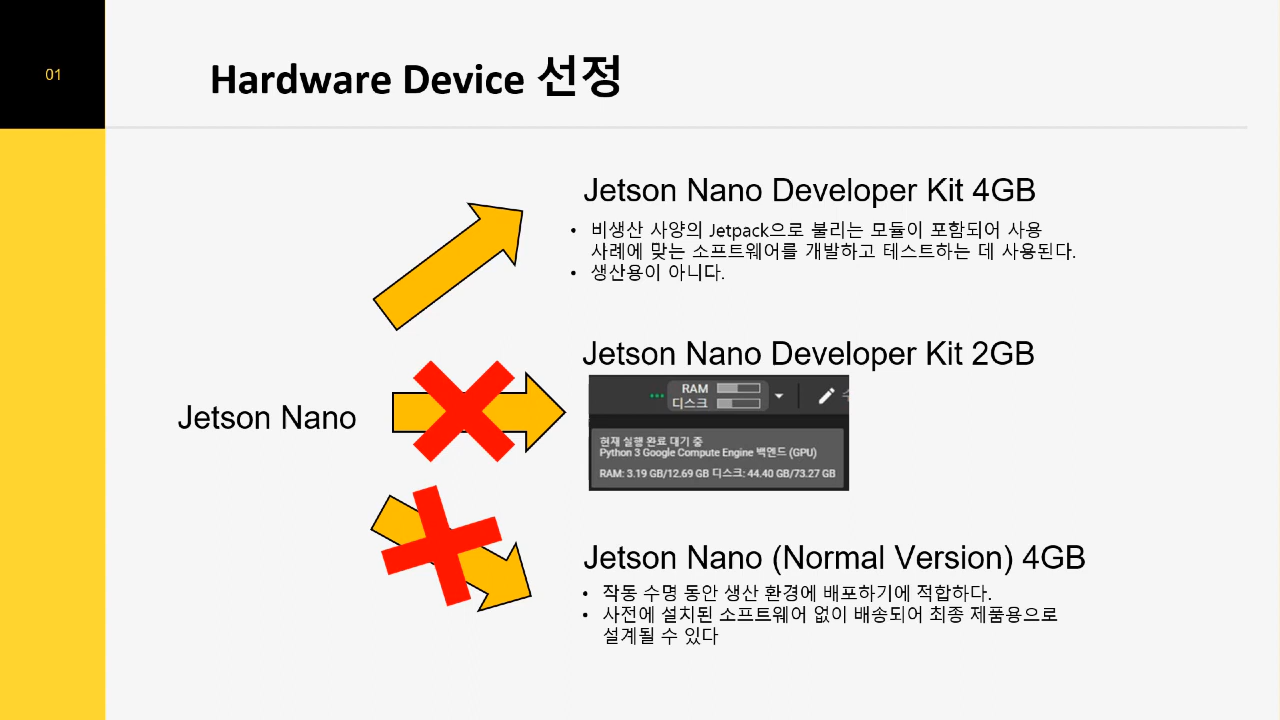 01
Hardware Device 선정
Jetson Nano Developer Kit 4GB
• 비생산 사양의 Jetpack으로 불리는 모듈이 포함되어 사용
사례에 맞는 소프트웨어를 개발하고 테스트하는 데 사용된다.
• 생산용이 아니다.
Jetson Nano Developer Kit 2GB
RAM
디스크
현재 실행 완료 대기 중
Python 3 Google Compute Engine 백엔드 (GPU)
RAM: 3.19 GB/12.69 GB 디스크: 44.40 GB/73.27 GB
Jetson Nano
Jetson Nano (Normal Version) 4GB
• 작동 수명 동안 생산 환경에 배포하기에 적합하다.
• 사전에 설치된 소프트웨어 없이 배송되어 최종 제품용으로
설계될 수 있다